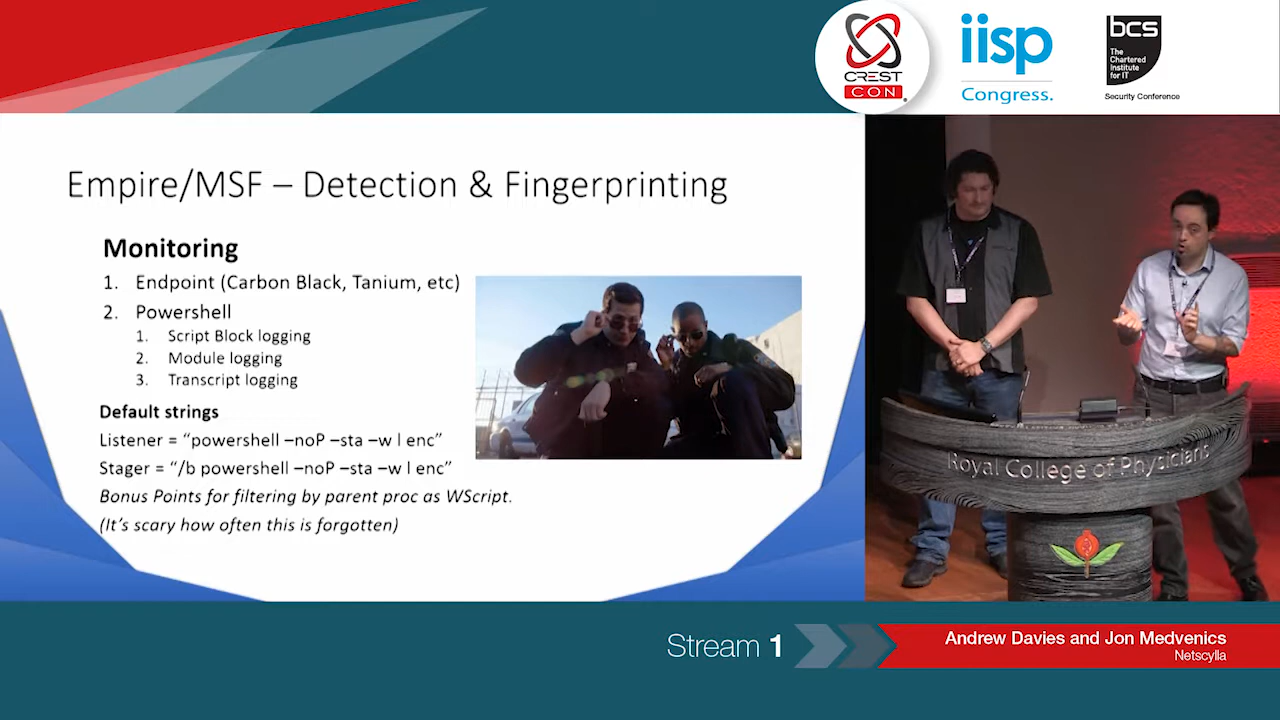 CREST
CON
iisp
Congress.
bcs
The
Chartered
Institute
for IT
Security Conference
Empire/MSF – Detection & Fingerprinting
Monitoring
1. Endpoint (Carbon Black, Tanium, etc)
2. Powershell
1. Script Block logging
2. Module logging
3. Transcript logging
Default strings
Listener = “powershell –noP –sta –w l enc”
Stager = “/b powershell –noP –sta –w l enc”
Bonus Points for filtering by parent proc as WScript.
(It’s scary how often this is forgotten)
Royal College of Physicians
Stream 1
Andrew Davies and Jon Medvenics
Netscylla